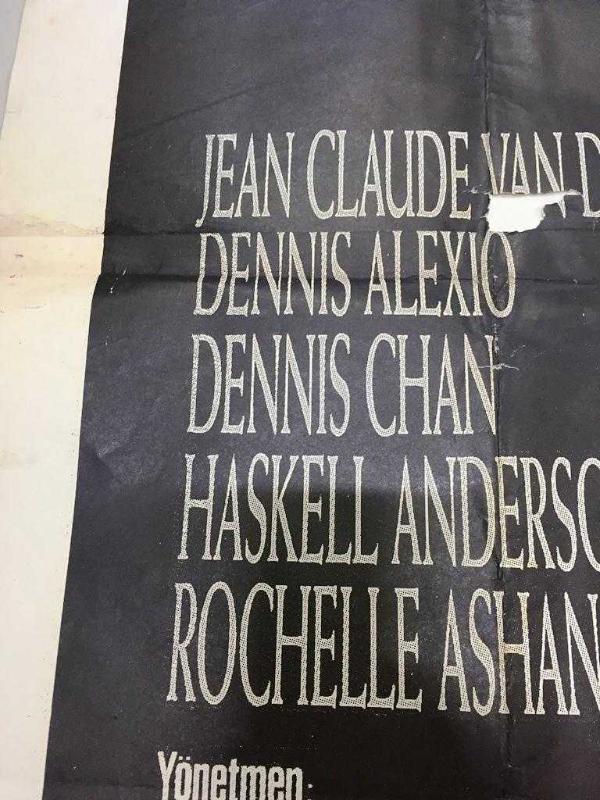 JEAN CLAUDE VAN D
DENNIS ALEXIO
DENNIS CHAN
HASKELL ANDERSO
ROCHELLE ASHAN
Yönetmen: